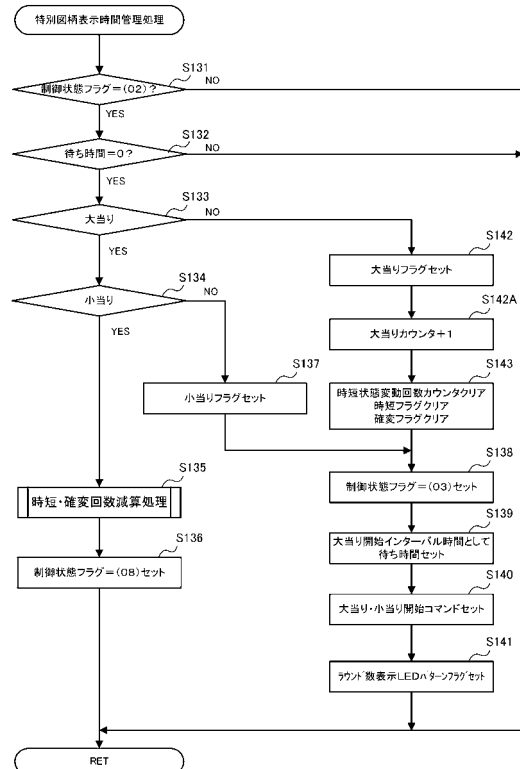 特別図柄表示時間管理処理
S131
制御状態フラグ=(02)?
NO
YES
S132
待ち時間=0?
NO
YES
S133
大当り
NO
YES
S142
大当りフラグセット
S134
小当り
NO
YES
S142A
大当りカウンタ+1
S137
小当りフラグセット
S143
時短状態変動回数カウンタクリア
時短フラグクリア
確変フラグクリア
S138
制御状態フラグ=(03)セット
S135
時短・確変回数減算処理
S139
大当り開始インターバル時間として
待ち時間セット
S136
制御状態フラグ=(08)セット
S140
大当り・小当り開始コマンドセット
S141
ラウンド数表示LEDパターンフラグセット
RET